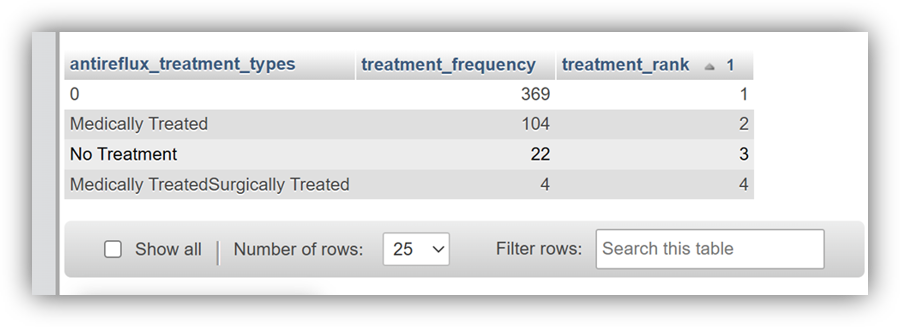 antireflux_treatment_types treatment_frequency treatment_rank 1
0 369 1
Medically Treated 104 2
No Treatment 22 3
Medically TreatedSurgically Treated 4 4
Show all Number of rows: 25 Filter rows: Search this table